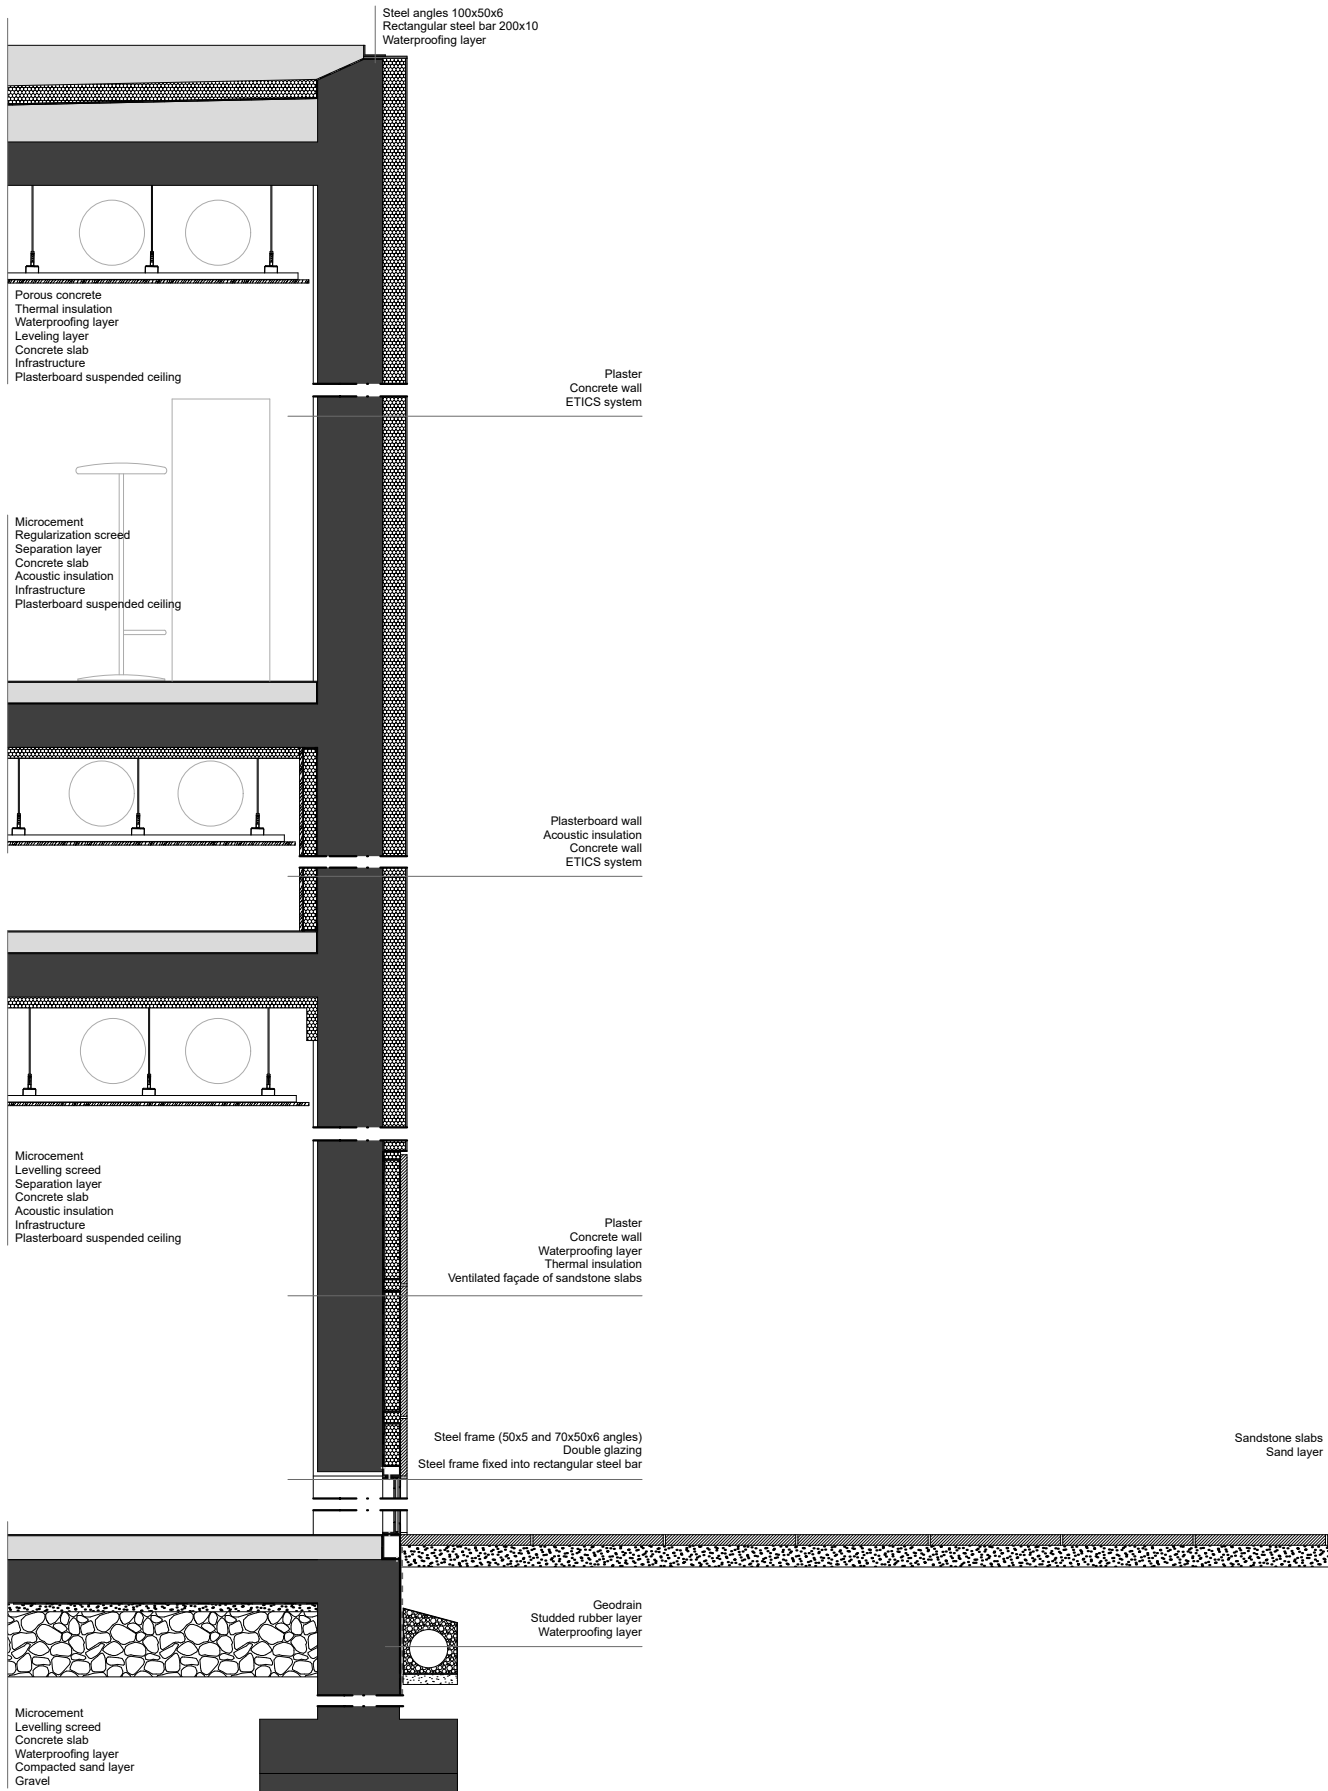 Steel angles 100x50x6
Rectangular steel bar 200x10
Waterproofing layer
Porous concrete
Thermal insulation
Waterproofing layer
Leveling layer
Concrete slab
Infrastructure
Plasterboard suspended ceiling
Plaster
Concrete wall
ETICS system
Microcement
Regularization screed
Separation layer
Concrete slab
Acoustic insulation
Infrastructure
Plasterboard suspended ceiling
Plasterboard wall
Acoustic insulation
Concrete wall
ETICS system
Microcement
Levelling screed
Separation layer
Concrete slab
Acoustic insulation
Infrastructure
Plasterboard suspended ceiling
Plaster
Concrete wall
Waterproofing layer
Thermal insulation
Ventilated façade of sandstone slabs
Steel frame (50x5 and 70x50x6 angles)
Double glazing
Steel frame fixed into rectangular steel bar
Sandstone slabs
Sand layer
Geodrain
Studded rubber layer
Waterproofing layer
Microcement
Levelling screed
Concrete slab
Waterproofing layer
Compacted sand layer
Gravel